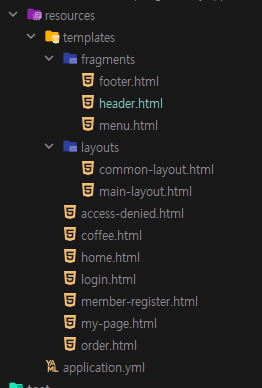 resources
templates
fragments
footer.html
header.html
menu.html
layouts
common-layout.html
main-layout.html
access-denied.html
coffee.html
home.html
login.html
member-register.html
my-page.html
order.html
YAML application.yml